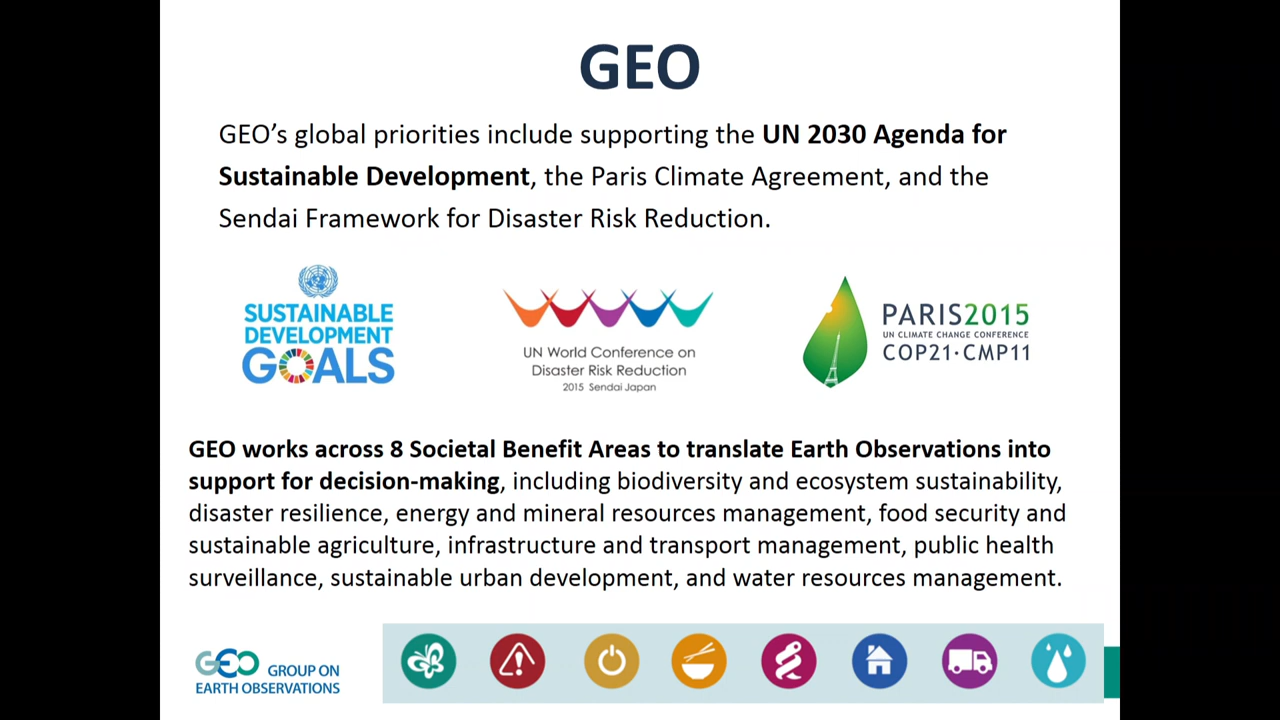 GEO
GEO’s global priorities include supporting the UN 2030 Agenda for
Sustainable Development, the Paris Climate Agreement, and the
Sendai Framework for Disaster Risk Reduction.
SUSTAINABLE
DEVELOPMENT
GOALS
UN World Conference on
Disaster Risk Reduction
2015 Sendai Japan
PARIS2015
UN CLIMATE CHANGE CONFERENCE
COP21·CMP11
GEO works across 8 Societal Benefit Areas to translate Earth Observations into
support for decision-making, including biodiversity and ecosystem sustainability,
disaster resilience, energy and mineral resources management, food security and
sustainable agriculture, infrastructure and transport management, public health
surveillance, sustainable urban development, and water resources management.
GEO GROUP ON
EARTH OBSERVATIONS